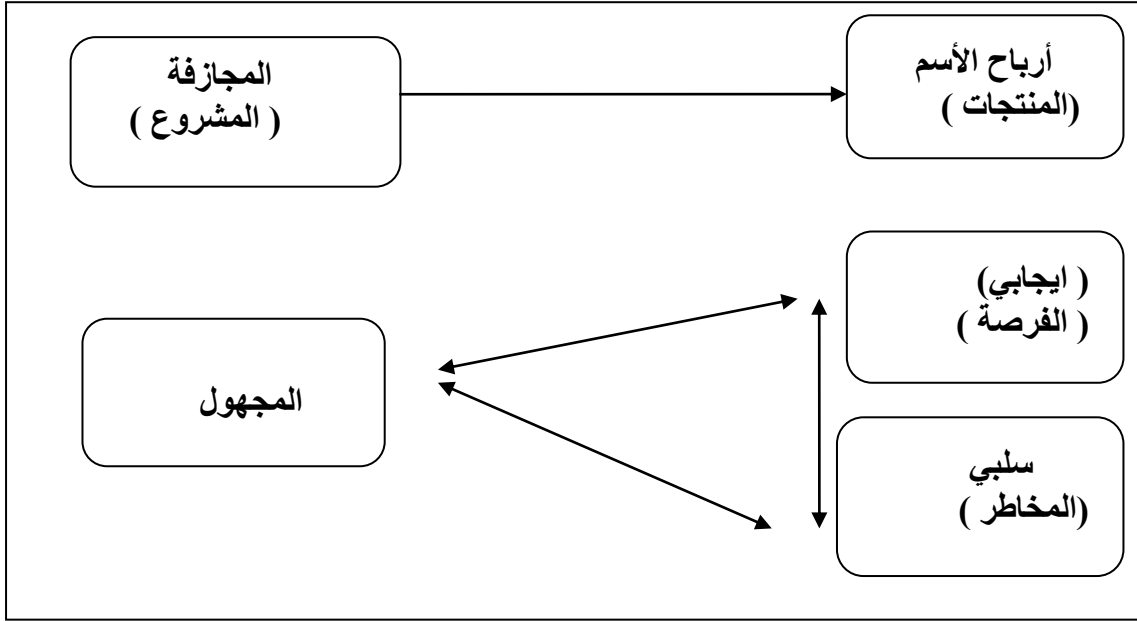 أرباح الأسم
(المنتجات )
المجازفة
( المشروع )
( ايجابي)
( الفرصة )
المجهول
سلبي
(المخاطر )